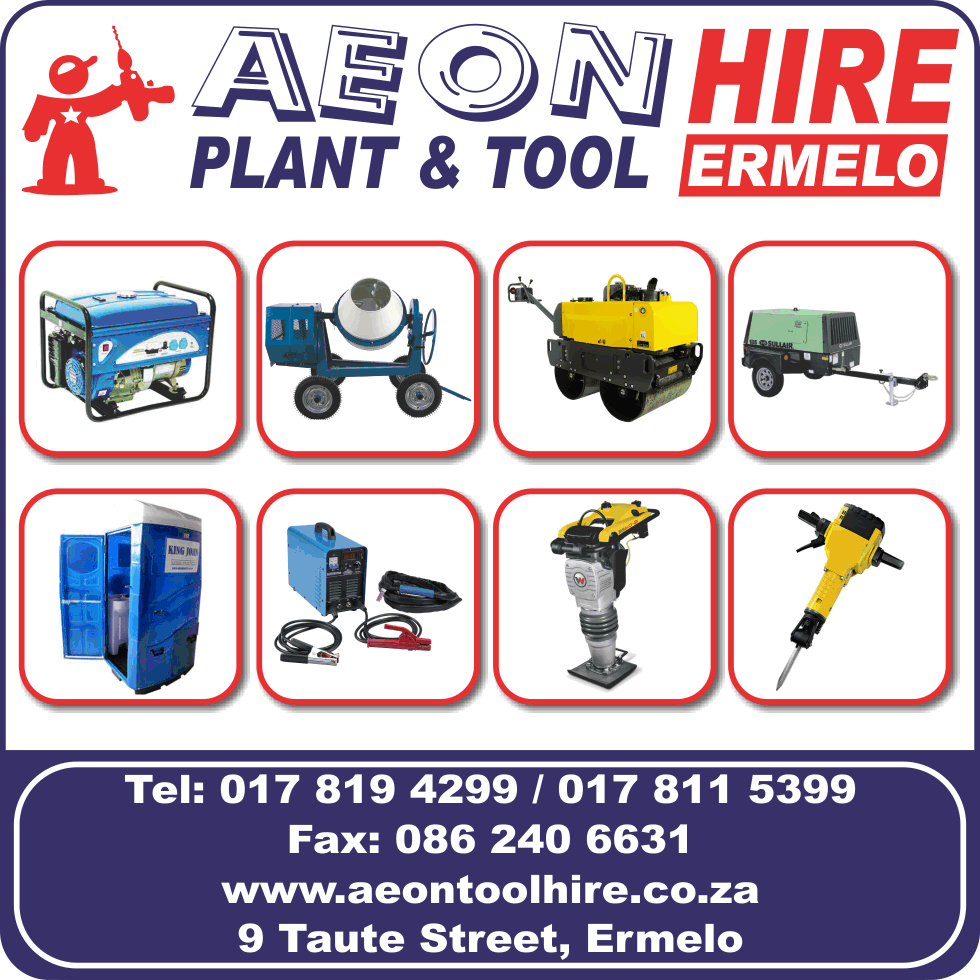 AEON HIRE
PLANT & TOOL ERMELO
SULLAIR
KING JOHN
W
Tel: 017 819 4299 / 017 811 5399
Fax: 086 240 6631
www.aeontoolhire.co.za
9 Taute Street, Ermelo